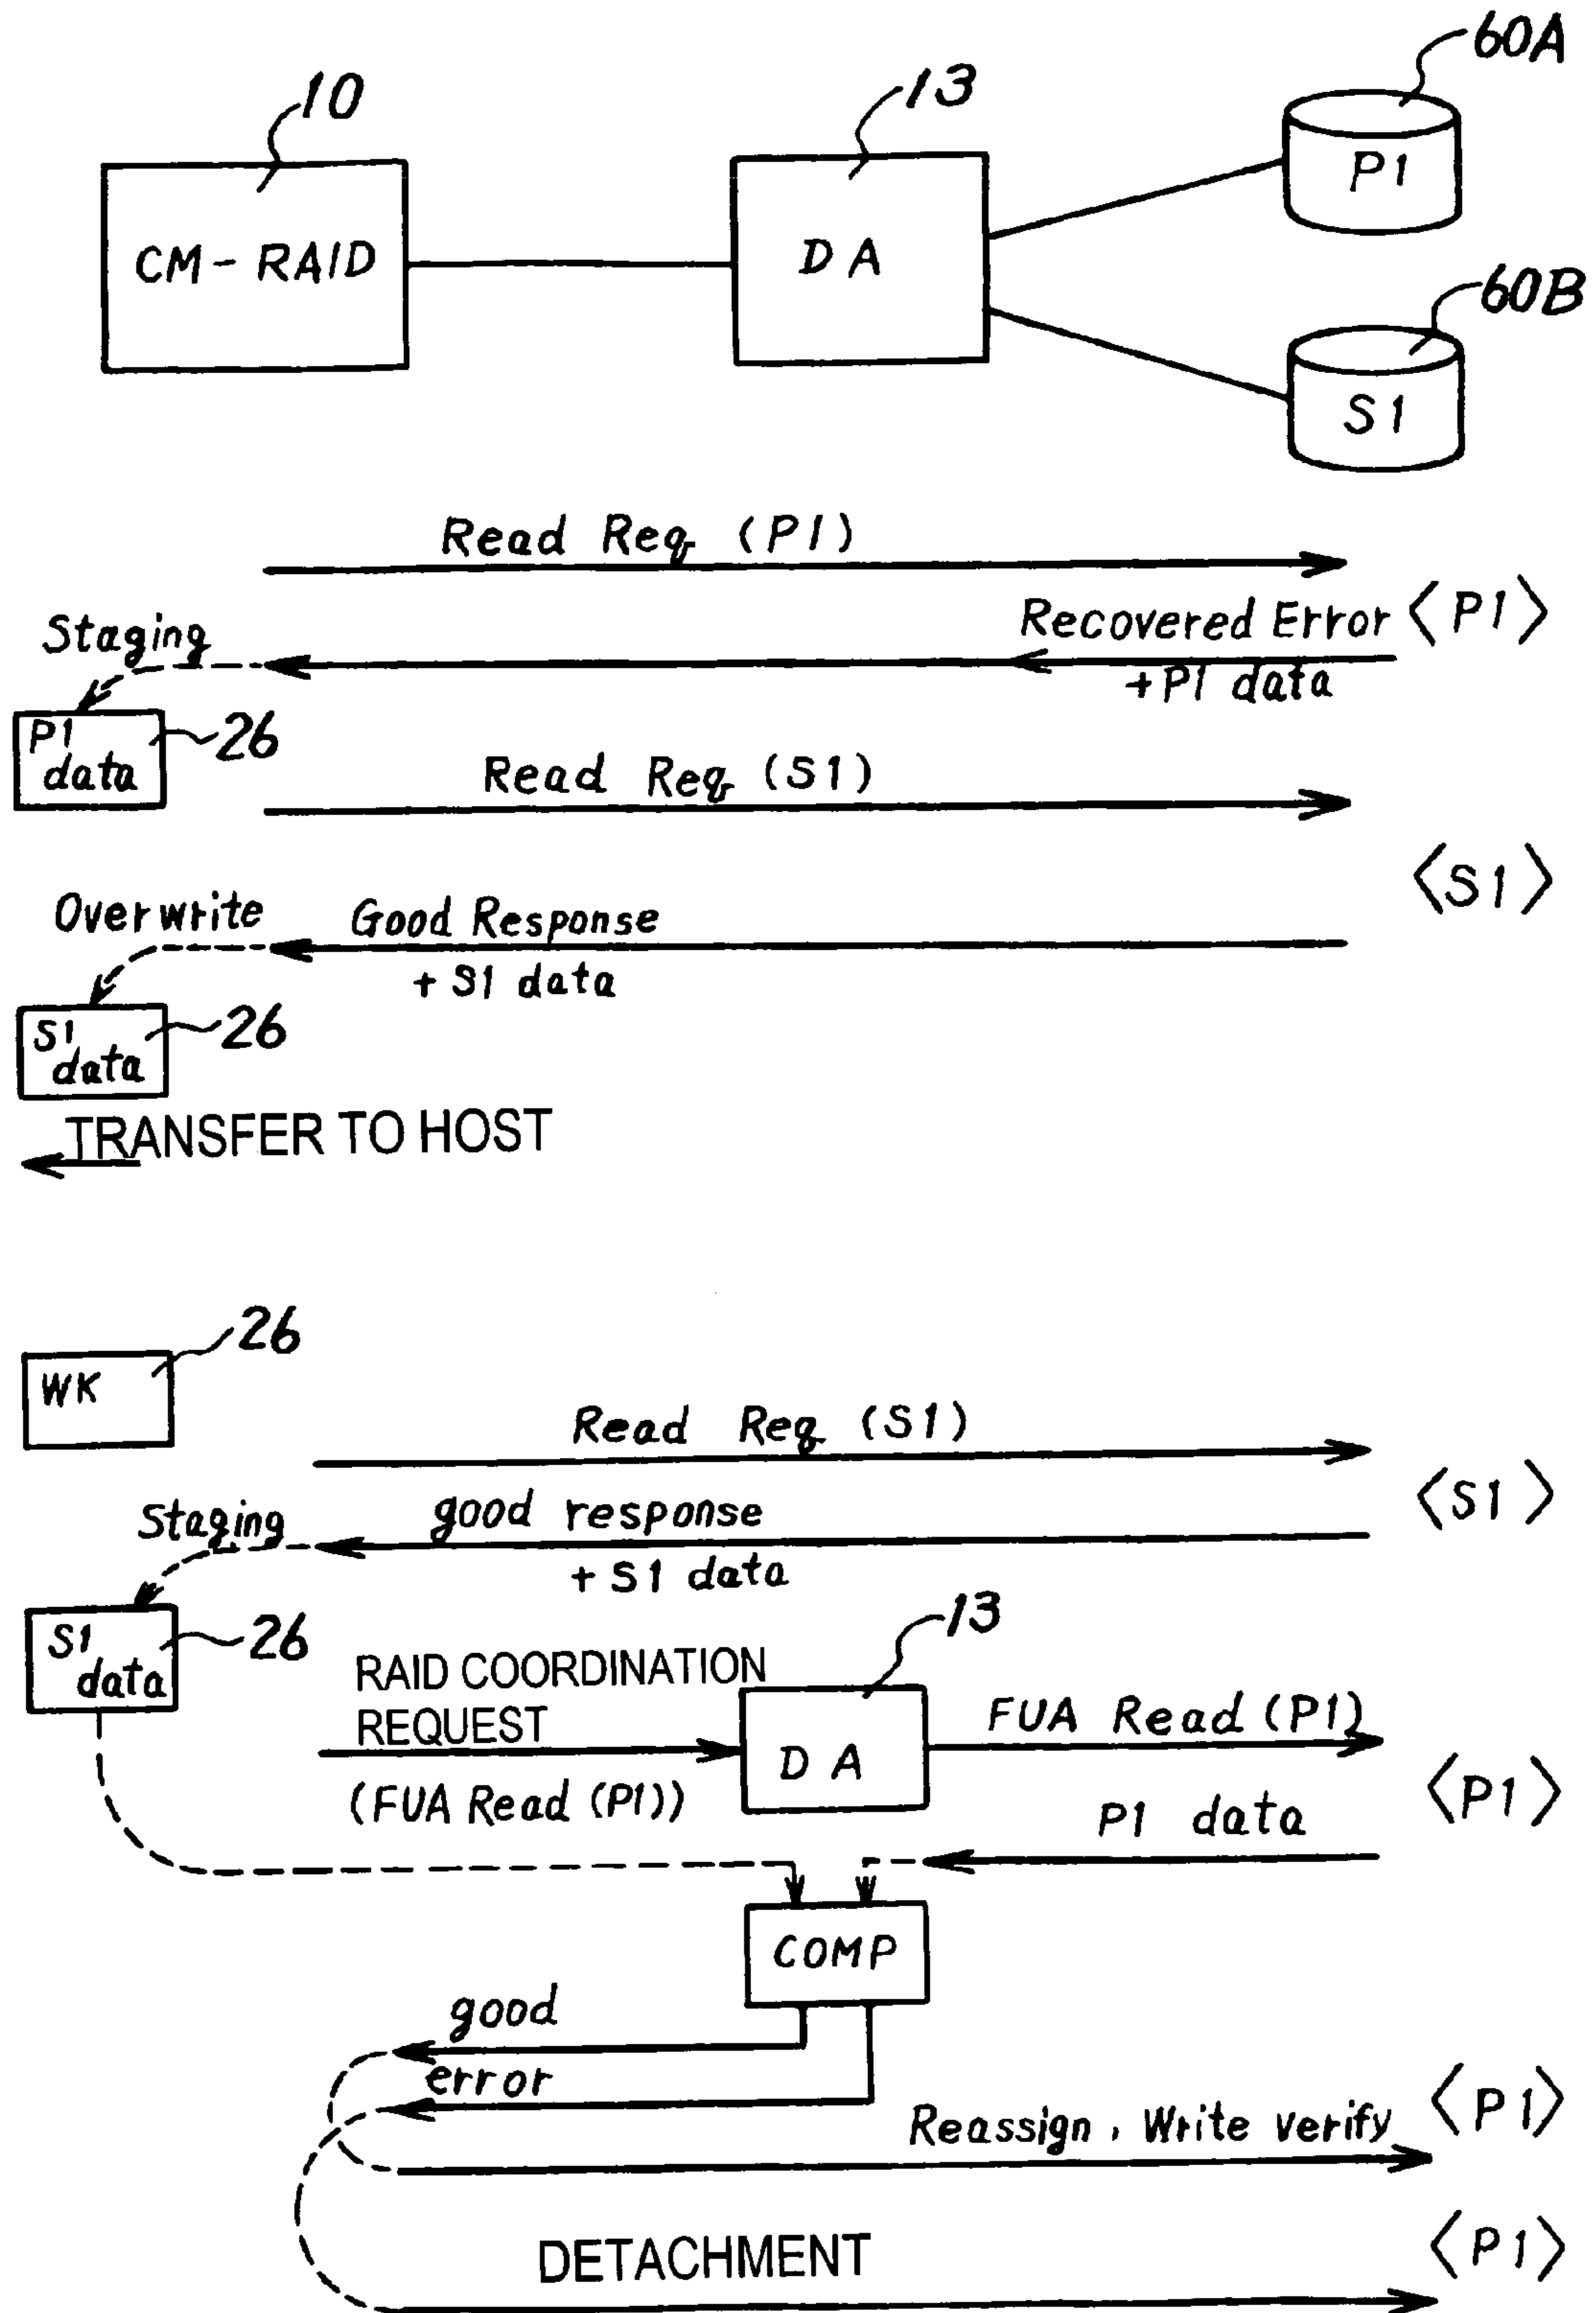 60A
10
13
P1
CM-RAID
DA
60B
S1
Read Req (P1)
Staging
Recovered Error
<P1>
+P1 data
P1
data
26
Read Req (S1)
<S1>
Overwrite
Good Response
+ S1 data
S1
data
26
TRANSFER TO HOST
26
WK
Read Req (S1)
<S1>
Staging
good response
+ S1 data
13
S1
data
26
RAID COORDINATION
REQUEST
FUA Read (P1)
DA
(FUA Read (P1))
<P1>
P1 data
COMP
good
error
<P1>
Reassign, Write verify
<P1>
DETACHMENT